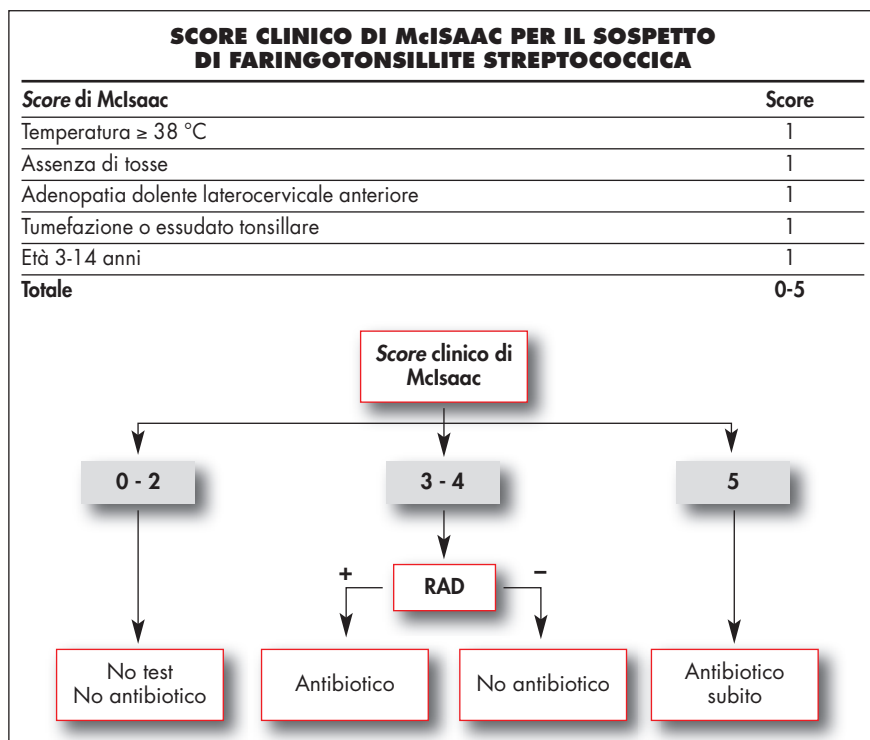 SCORE CLINICO DI McISAAC PER IL SOSPETTO
DI FARINGOTONSILLITE STREPTOCOCCICA
Score di McIsaac Score
Temperatura ≥ 38 °C 1
Assenza di tosse 1
Adenopatia dolente laterocervicale anteriore 1
Tumefazione o essudato tonsillare 1
Età 3-14 anni 1
Totale 0-5
Score clinico di
McIsaac
0 - 2
3 - 4
5
+
RAD
–
No test
No antibiotico
Antibiotico
No antibiotico
Antibiotico
subito